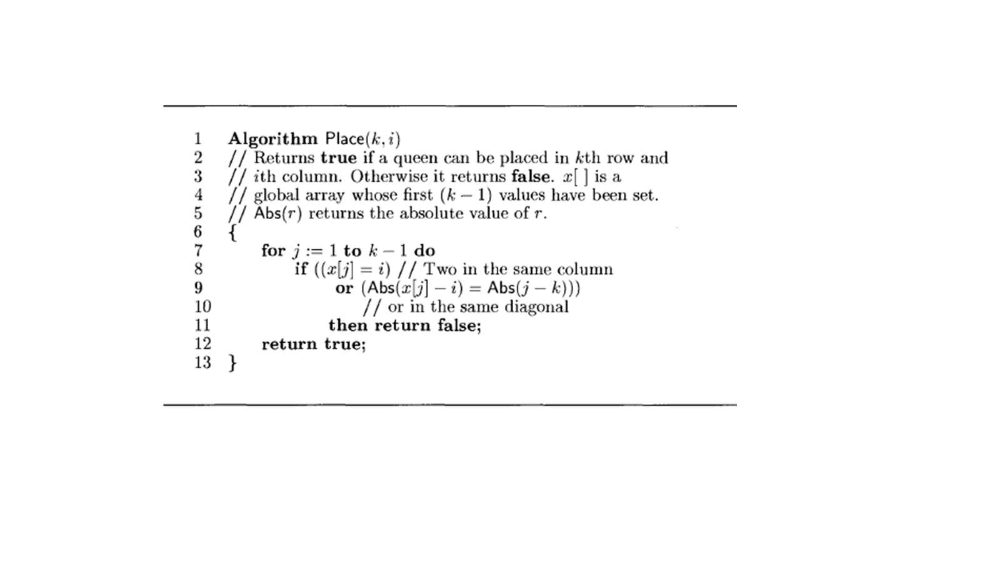 1 Algorithm Place(k, i)
2 // Returns true if a queen can be placed in kth row and
3 // ith column. Otherwise it returns false. x[ ] is a
4 // global array whose first (k − 1) values have been set.
5 // Abs(r) returns the absolute value of r.
6 {
7 for j := 1 to k − 1 do
8 if ((x[j] = i) // Two in the same column
9 or (Abs(x[j] − i) = Abs(j − k)))
10 // or in the same diagonal
11 then return false;
12 return true;
13 }